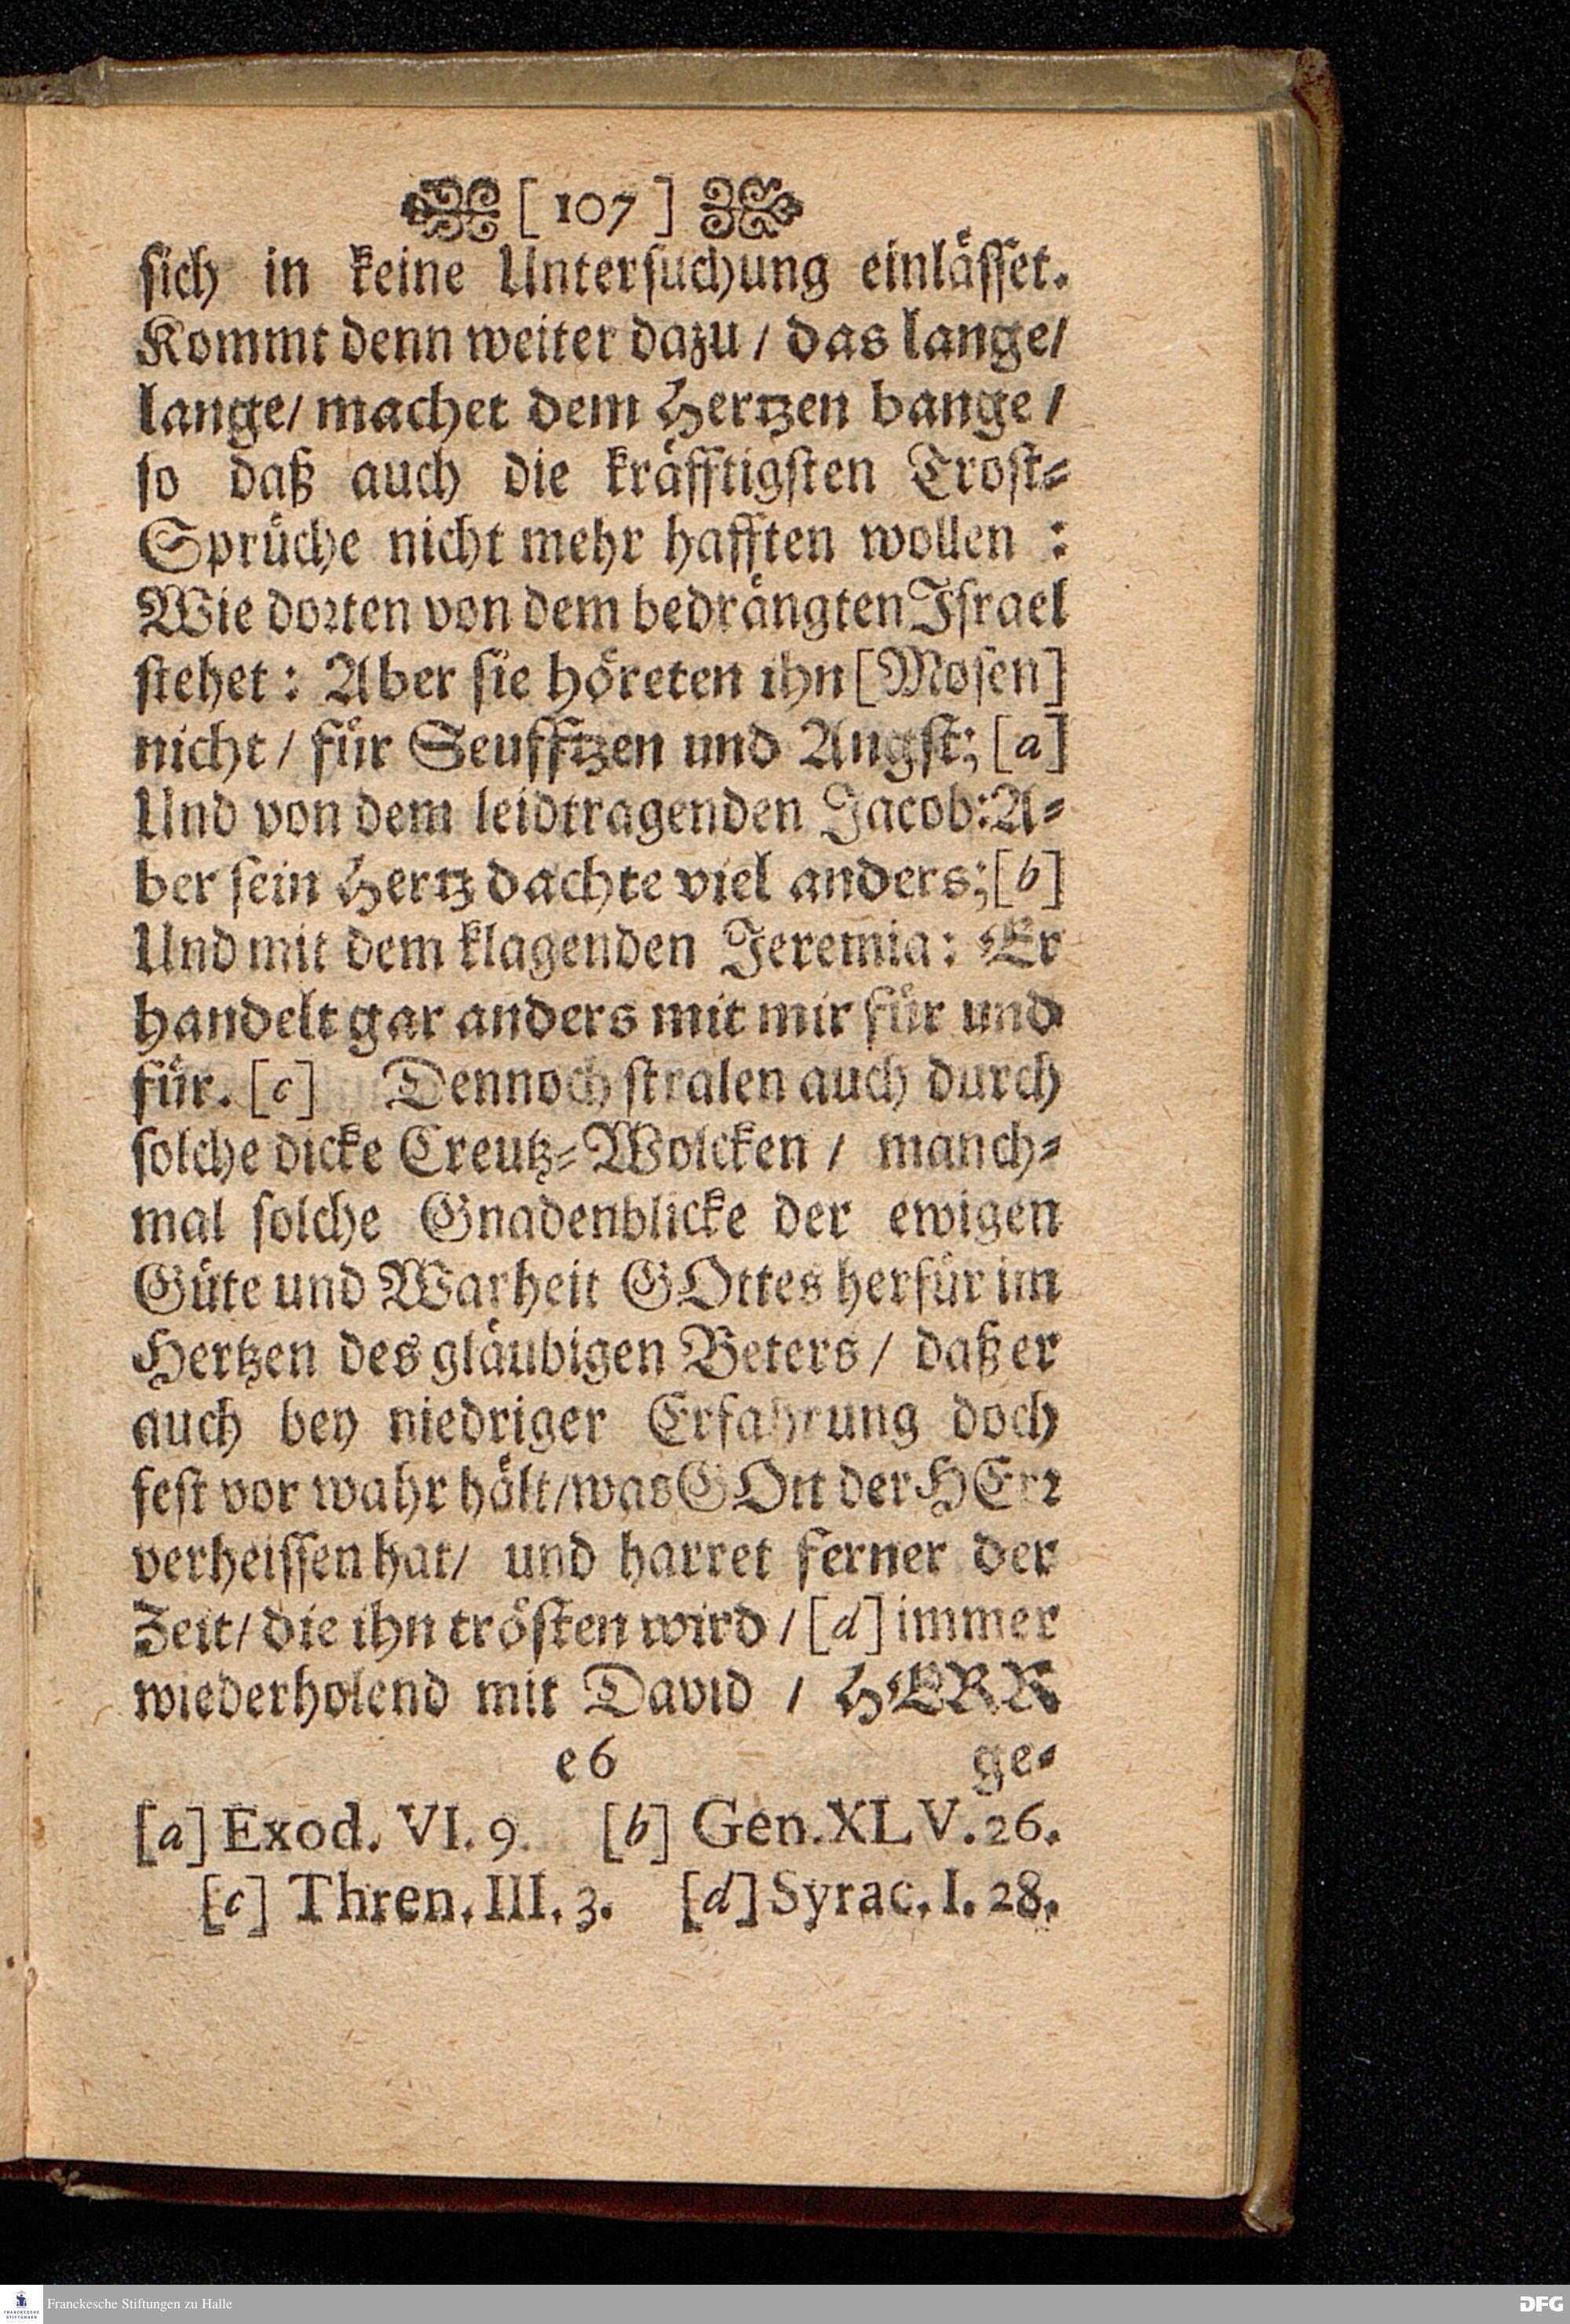 [ 107 ]
sich in keine Untersuchung einlässet.
Kommt denn weiter dazu / das lange/
lange/ machet dem Hertzen bange /
so daß auch die kräfftigsten Trost-
Sprüche nicht mehr hafften wollen :
Wie dorten von dem bedrängten Israel
stehet: Aber sie höreten ihn [Mosen]
nicht / für Seufftzen und Angst; [a]
Und von dem leidtragenden Jacob: A-
ber sein Hertz dachte viel anders; [b]
Und mit dem klagenden Jeremia: Er
handelt gar anders mit mir für und
für. [c] Dennoch stralen auch durch
solche dicke Creutz-Wolcken / manch-
mal solche Gnadenblicke der ewigen
Güte und Warheit GOttes herfür im
Hertzen des gläubigen Beters / daß er
auch bey niedriger Erfahrung doch
fest vor wahr hält/ was GOtt der HErr
verheissen hat/ und harret ferner der
Zeit/ die ihn trösten wird / [d] immer
wiederholend mit David / HERR
e6 ge-
[a] Exod. VI. 9. [b] Gen. XLV. 26.
[c] Thren. III. 3. [d] Syrac. I. 28.
Franckesche Stiftungen zu Halle
DFG